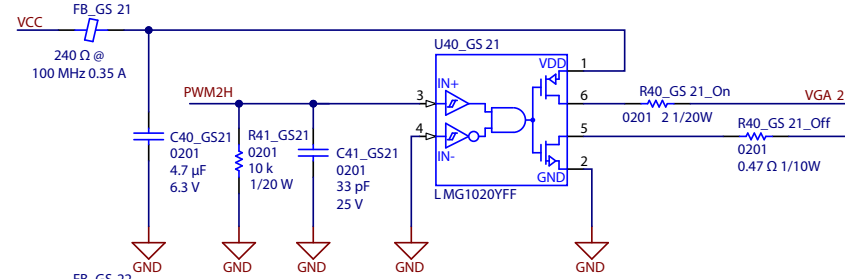 FB_GS 21
VCC
240 Ω @
100 MHz 0.35 A
U40_GS 21
VDD 1
PWM2H
IN+
3
6
R40_GS 21_On
VGA 2
0201 2 1/20W
4
IN-
5
R40_GS 21_Off
0201
0.47 Ω 1/10W
C40_GS21
0201
4.7 µF
6.3 V
R41_GS21
0201
10 k
1/20 W
C41_GS21
0201
33 pF
25 V
2
GND
LMG1020YFF
GND
GND
GND
GND
GND
FB_GS 22